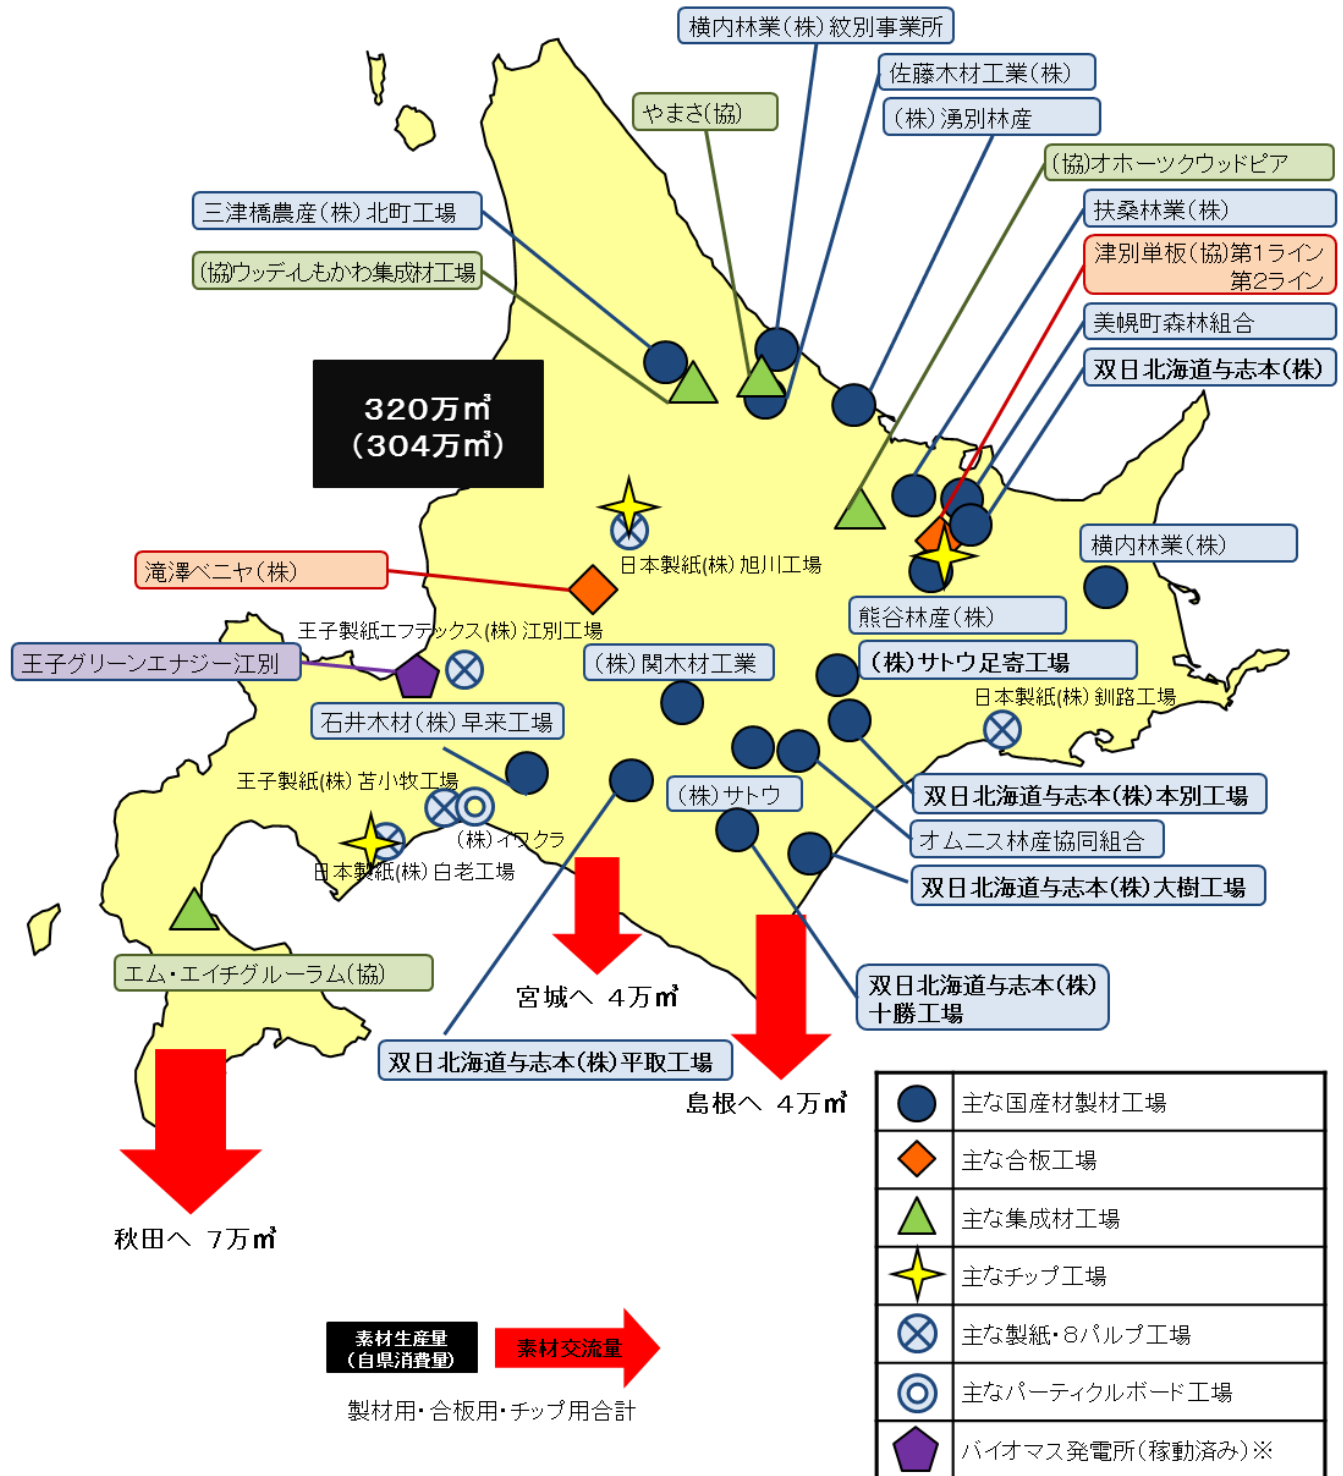 横内林業(株)紋別事業所
佐藤木材工業(株)
やまさ(協)
(株)湧別林産
(協)オホーツクウッドピア
三津橋農産(株)北町工場
扶桑林業(株)
(協)ウッディしもかわ集成材工場
津別単板(協)第1ライン
第2ライン
美幌町森林組合
双日北海道与志本(株)
320万㎥
(304万㎥)
横内林業(株)
滝澤ベニヤ(株)
日本製紙(株)旭川工場
熊谷林産(株)
王子製紙エフテックス(株)江別工場
王子グリーンエナジー江別
(株)関木材工業
(株)サトウ足寄工場
日本製紙(株)釧路工場
石井木材(株)早来工場
王子製紙(株)苫小牧工場
(株)サトウ
双日北海道与志本(株)本別工場
(株)イワクラ
オムニス林産協同組合
日本製紙(株)白老工場
双日北海道与志本(株)大樹工場
エム・エイチグルーラム(協)
宮城へ 4万㎥
双日北海道与志本(株)
十勝工場
双日北海道与志本(株)平取工場
島根へ 4万㎥
秋田へ 7万㎥
主な国産材製材工場
主な合板工場
主な集成材工場
主なチップ工場
主な製紙・8パルプ工場
主なパーティクルボード工場
バイオマス発電所(稼動済み)※
素材生産量
(自県消費量)
素材交流量
製材用・合板用・チップ用合計